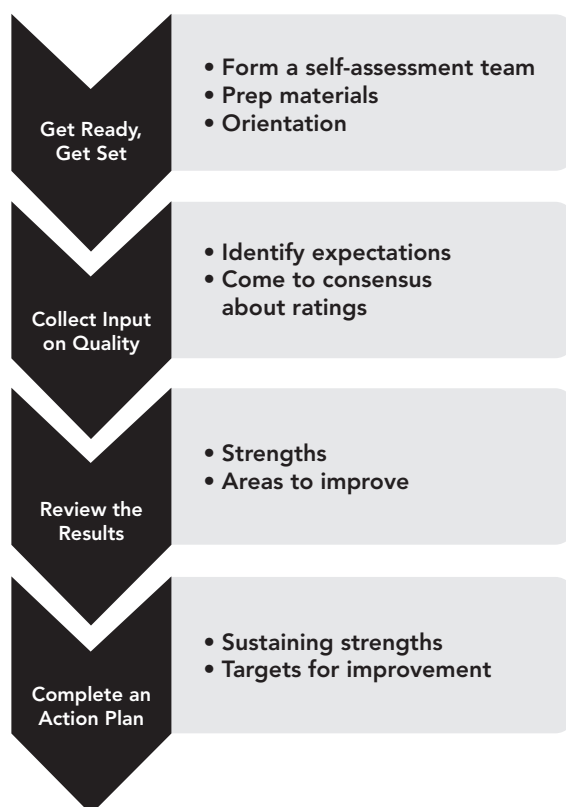 Get Ready,
Get Set
• Form a self-assessment team
• Prep materials
• Orientation
Collect Input
on Quality
• Identify expectations
• Come to consensus
about ratings
Review the
Results
• Strengths
• Areas to improve
Complete an
Action Plan
• Sustaining strengths
• Targets for improvement